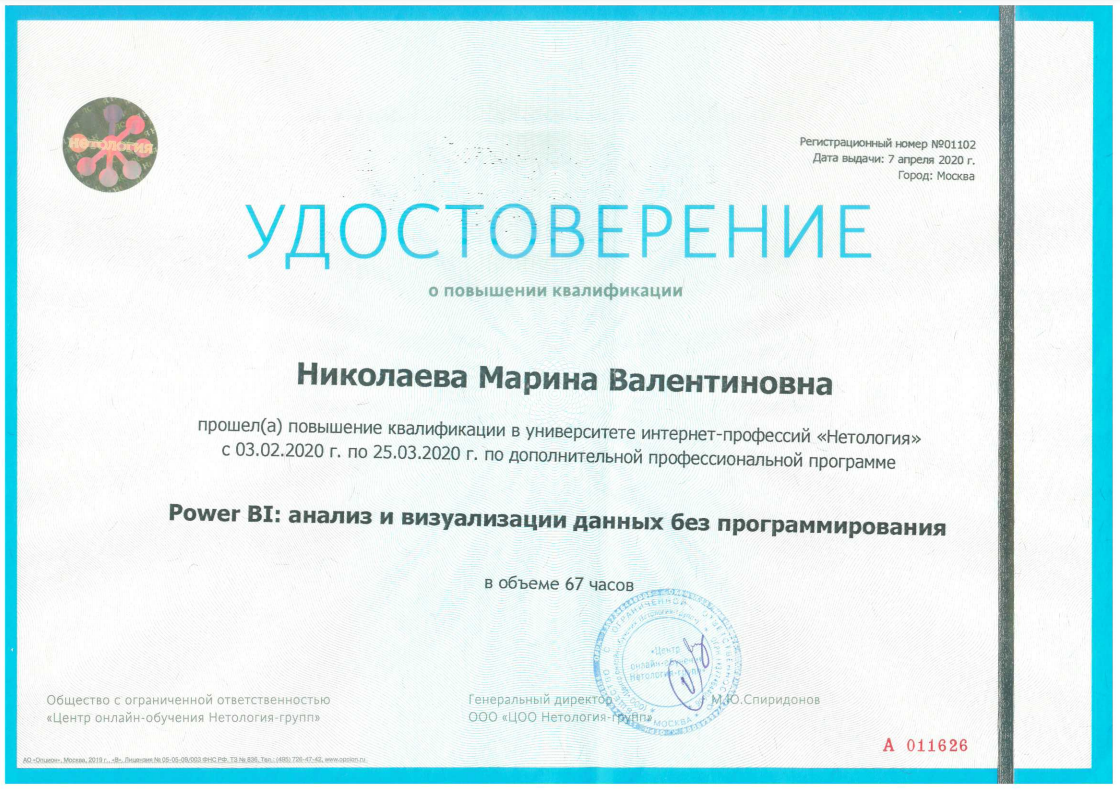 нетология
Регистрационный номер №01102
Дата выдачи: 7 апреля 2020 г.
Город: Москва
УДОСТОВЕРЕНИЕ
о повышении квалификации
Николаева Марина Валентиновна
прошел(а) повышение квалификации в университете интернет-профессий «Нетология»
с 03.02.2020 г. по 25.03.2020 г. по дополнительной профессиональной программе
Power BI: анализ и визуализации данных без программирования
в объеме 67 часов
«Центр
онлайн-обучения
Нетология-групп»
МОСКВА
Общество с ограниченной ответственностью
«Центр онлайн-обучения Нетология-групп»
Генеральный директор
ООО «ЦОО Нетология-групп»
М.Ю.Спиридонов
А 011626
АО «Опцион», Москва, 2019 г., «В», Лицензия № 05-05-09/003 ФНС РФ, ТЗ № 836, Тел.: (495) 726-47-42, www.opcion.ru